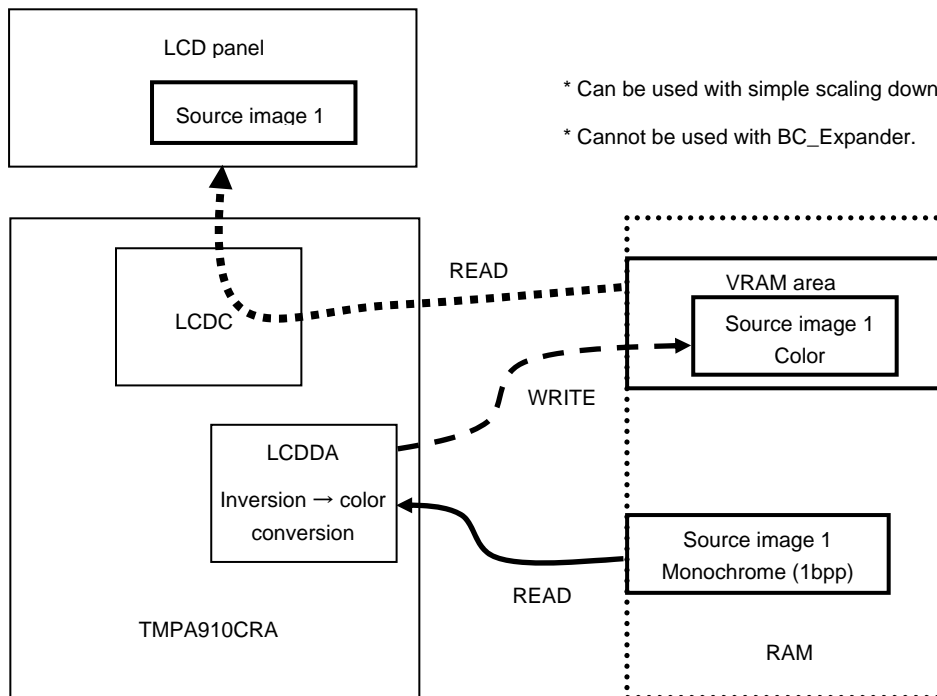 LCD panel
Source image 1
* Can be used with simple scaling down
* Cannot be used with BC_Expander.
READ
LCDC
VRAM area
Source image 1
Color
WRITE
LCDDA
Inversion → color
conversion
Source image 1
Monochrome (1bpp)
READ
TMPA910CRA
RAM